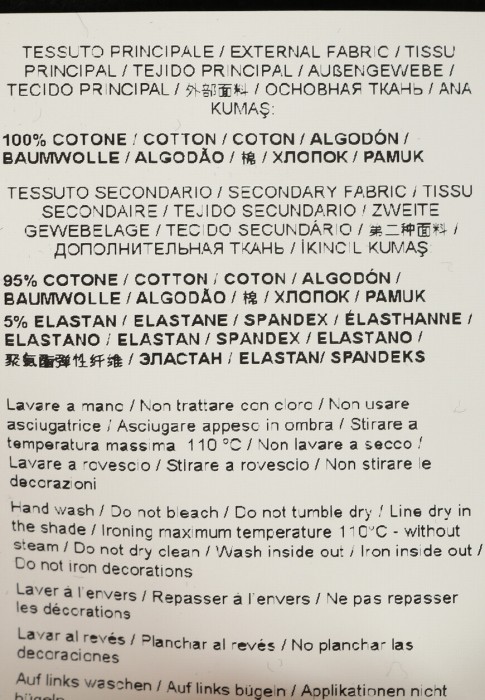 TESSUTO PRINCIPALE / EXTERNAL FABRIC / TISSU
PRINCIPAL / TEJIDO PRINCIPAL / AUßENGEWEBE /
TECIDO PRINCIPAL / 外部面料 / ОСНОВНАЯ ТКАНЬ / ANA
KUMAŞ:
100% COTONE / COTTON / COTON / ALGODÓN /
BAUMWOLLE / ALGODÃO / 棉 / ХЛОПОК / PAMUK
TESSUTO SECONDARIO / SECONDARY FABRIC / TISSU
SECONDAIRE / TEJIDO SECUNDARIO / ZWEITE
GEWEBELAGE / TECIDO SECUNDÁRIO / 第二种面料 /
ДОПОЛНИТЕЛЬНАЯ ТКАНЬ / İKINCIL KUMAŞ
95% COTONE / COTTON / COTON / ALGODÓN /
BAUMWOLLE / ALGODÃO / 棉 / ХЛОПОК / PAMUK
5% ELASTAN / ELASTANE / SPANDEX / ÉLASTHANNE /
ELASTANO / ELASTAN / SPANDEX / ELASTANO /
聚氨酯弹性纤维 / ЭЛАСТАН / ELASTAN/ SPANDEKS
Lavare a mano / Non trattare con cloro / Non usare
asciugatrice / Asciugare appeso in ombra / Stirare a
temperatura massima 110 °C / Non lavare a secco /
Lavare a rovescio / Stirare a rovescio / Non stirare le
decorazioni
Hand wash / Do not bleach / Do not tumble dry / Line dry in
the shade / Ironing maximum temperature 110°C - without
steam / Do not dry clean / Wash inside out / Iron inside out /
Do not iron decorations
Laver à l'envers / Repasser à l'envers / Ne pas repasser
les décorations
Lavar al revés / Planchar al revés / No planchar las
decoraciones
Auf links waschen / Auf links bügeln / Applikationen nicht
bügeln